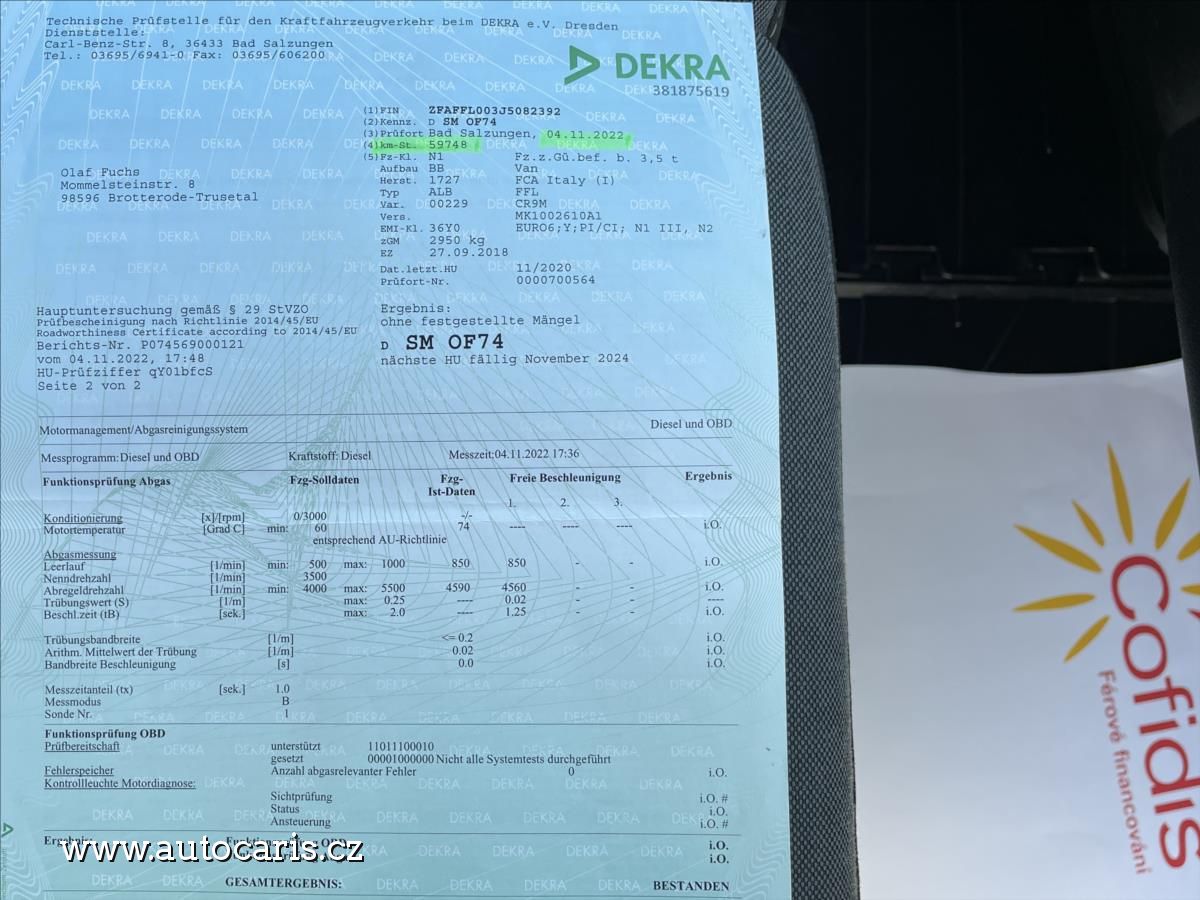 Technische Prüfstelle für den Kraftfahrzeugverkehr beim DEKRA e.V. Dresden
Dienststelle:
Carl-Benz-Str. 8, 36433 Bad Salzungen
Tel.: 03695/6941-0 Fax: 03695/606200
DEKRA
381875619
(1) FIN ZFAFFL003J5082392
(2) Kennz. D SM OF74
(3) Prüfort Bad Salzungen, 04.11.2022
(4) km-St. 59748
(5) Fz-Kl. N1 Fz.z.Gü.bef. b. 3,5 t
Aufbau BB Van
Herst. 1727 FCA Italy (I)
Typ ALB FFL
Var. 00229 CR9M
Vers. MK1002610A1
EMI-Kl. 36Y0 EURO6;Y;PI/CI; N1 III, N2
zGM 2950 kg
EZ 27.09.2018
Dat.letzt.HU 11/2020
Prüfort-Nr. 0000700564
Olaf Fuchs
Mommelsteinstr. 8
98596 Brotterode-Trusetal
Hauptuntersuchung gemäß § 29 StVZO
Prüfbescheinigung nach Richtlinie 2014/45/EU
Roadworthiness Certificate according to 2014/45/EU
Berichts-Nr. P074569000121
vom 04.11.2022, 17:48
HU-Prüfziffer qY01bfcS
Seite 2 von 2
Ergebnis:
ohne festgestellte Mängel
D SM OF74
nächste HU fällig November 2024
Motormanagement/Abgasreinigungssystem Diesel und OBD
Messprogramm:Diesel und OBD Kraftstoff: Diesel Messzeit;04.11.2022 17:36
Funktionsprüfung Abgas Fzg-Solldaten Fzg-Ist-Daten Freie Beschleunigung Ergebnis
1. 2. 3.
Konditionierung [x]/[rpm] 0/3000 -/-
Motortemperatur [Grad C] min: 60 74 ---- ---- ---- i.O.
entsprechend AU-Richtlinie
Abgasmessung
Leerlauf [1/min] min: 500 max: 1000 850 850 - - i.O.
Nenndrehzahl [1/min] 3500
Abregeldrehzahl [1/min] min: 4000 max: 5500 4590 4560 - - i.O.
Trübungswert (S) [1/m] max: 0.25 ---- 0.02 - - ----
Beschl.zeit (tB) [sek.] max: 2.0 ---- 1.25 - - i.O.
Trübungsbandbreite [1/m] <= 0.2 i.O.
Arithm. Mittelwert der Trübung [1/m] 0.02 i.O.
Bandbreite Beschleunigung [s] 0.0 i.O.
Messzeitanteil (tx) [sek.] 1.0
Messmodus B
Sonde Nr. 1
Funktionsprüfung OBD
Prüfbereitschaft unterstützt 11011100010
gesetzt 00001000000 Nicht alle Systemtests durchgeführt
Fehlerspeicher Anzahl abgasrelevanter Fehler 0 i.O.
Kontrollleuchte Motordiagnose:
Sichtprüfung i.O. #
Status i.O.
Ansteuerung i.O. #
i.O.
i.O.
GESAMTERGEBNIS: BESTANDEN
www.autocaris.cz
Cofidis
Férové financování